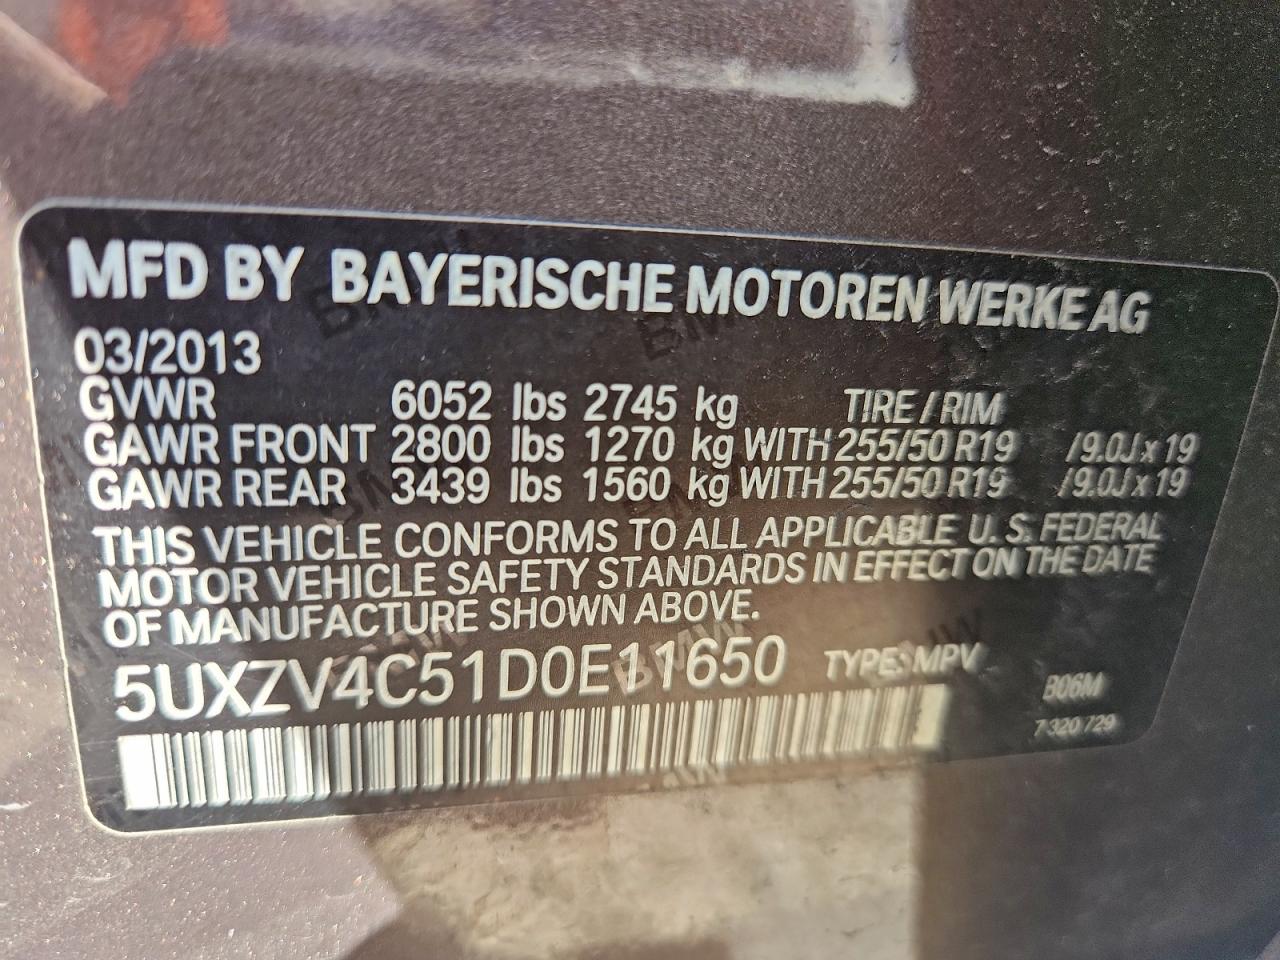 MFD BY BAYERISCHE MOTOREN WERKE AG
03/2013
GVWR 6052 lbs 2745 kg TIRE / RIM
GAWR FRONT 2800 lbs 1270 kg WITH 255/50 R19 /9.0J x 19
GAWR REAR 3439 lbs 1560 kg WITH 255/50 R19 /9.0J x 19
THIS VEHICLE CONFORMS TO ALL APPLICABLE U. S. FEDERAL
MOTOR VEHICLE SAFETY STANDARDS IN EFFECT ON THE DATE
OF MANUFACTURE SHOWN ABOVE.
5UXZV4C51D0E11650 TYPE: MPV
B06M
7 320 729